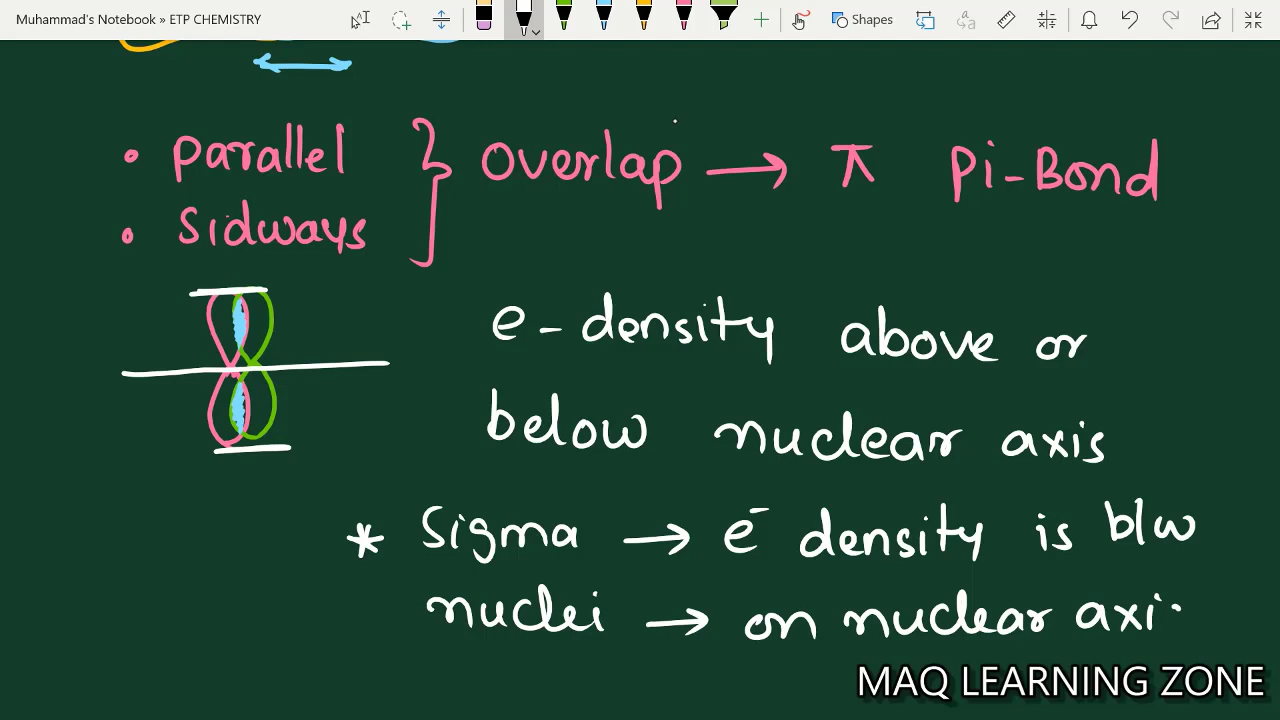 Muhammad's Notebook » ETP CHEMISTRY
Shapes
• Parallel
• Sidways
Overlap → π Pi-Bond
e-density above or
below nuclear axis
* Sigma → e⁻ density is b/w
nuclei → on nuclear axi
MAQ LEARNING ZONE